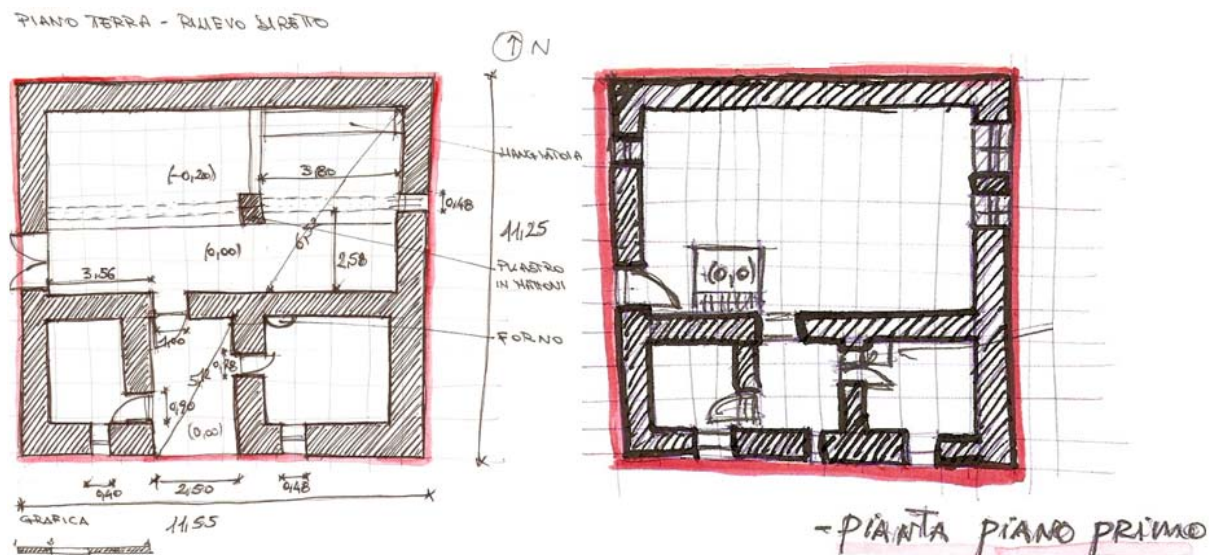 PIANO TERRA - RILIEVO DIRETTO
N
MANGIATOIA
(-0,20)
3,80
0,48
11,25
(0,00)
2,58
3,56
PILASTRO
IN MATTONI
(0,0)
FORNO
1,00
0,88
0,90
(0,00)
0,40
2,50
0,48
GRAFICA
11,55
- PIANTA PIANO PRIMO